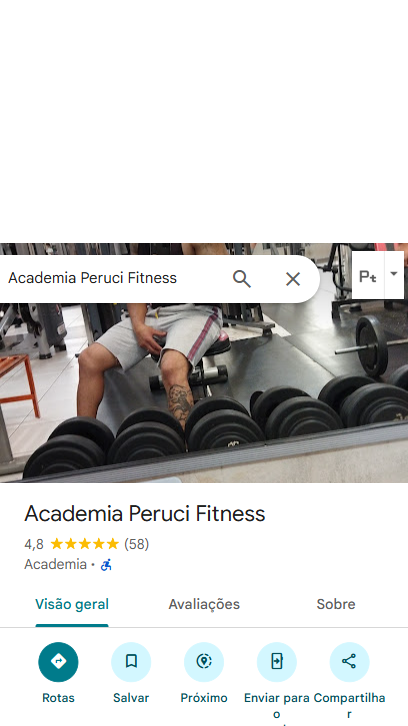 Academia Peruci Fitness
Pt
Academia Peruci Fitness
4,8 (58)
Academia •
Visão geral Avaliações Sobre
Rotas Salvar Próximo Enviar para Compartilha
o r